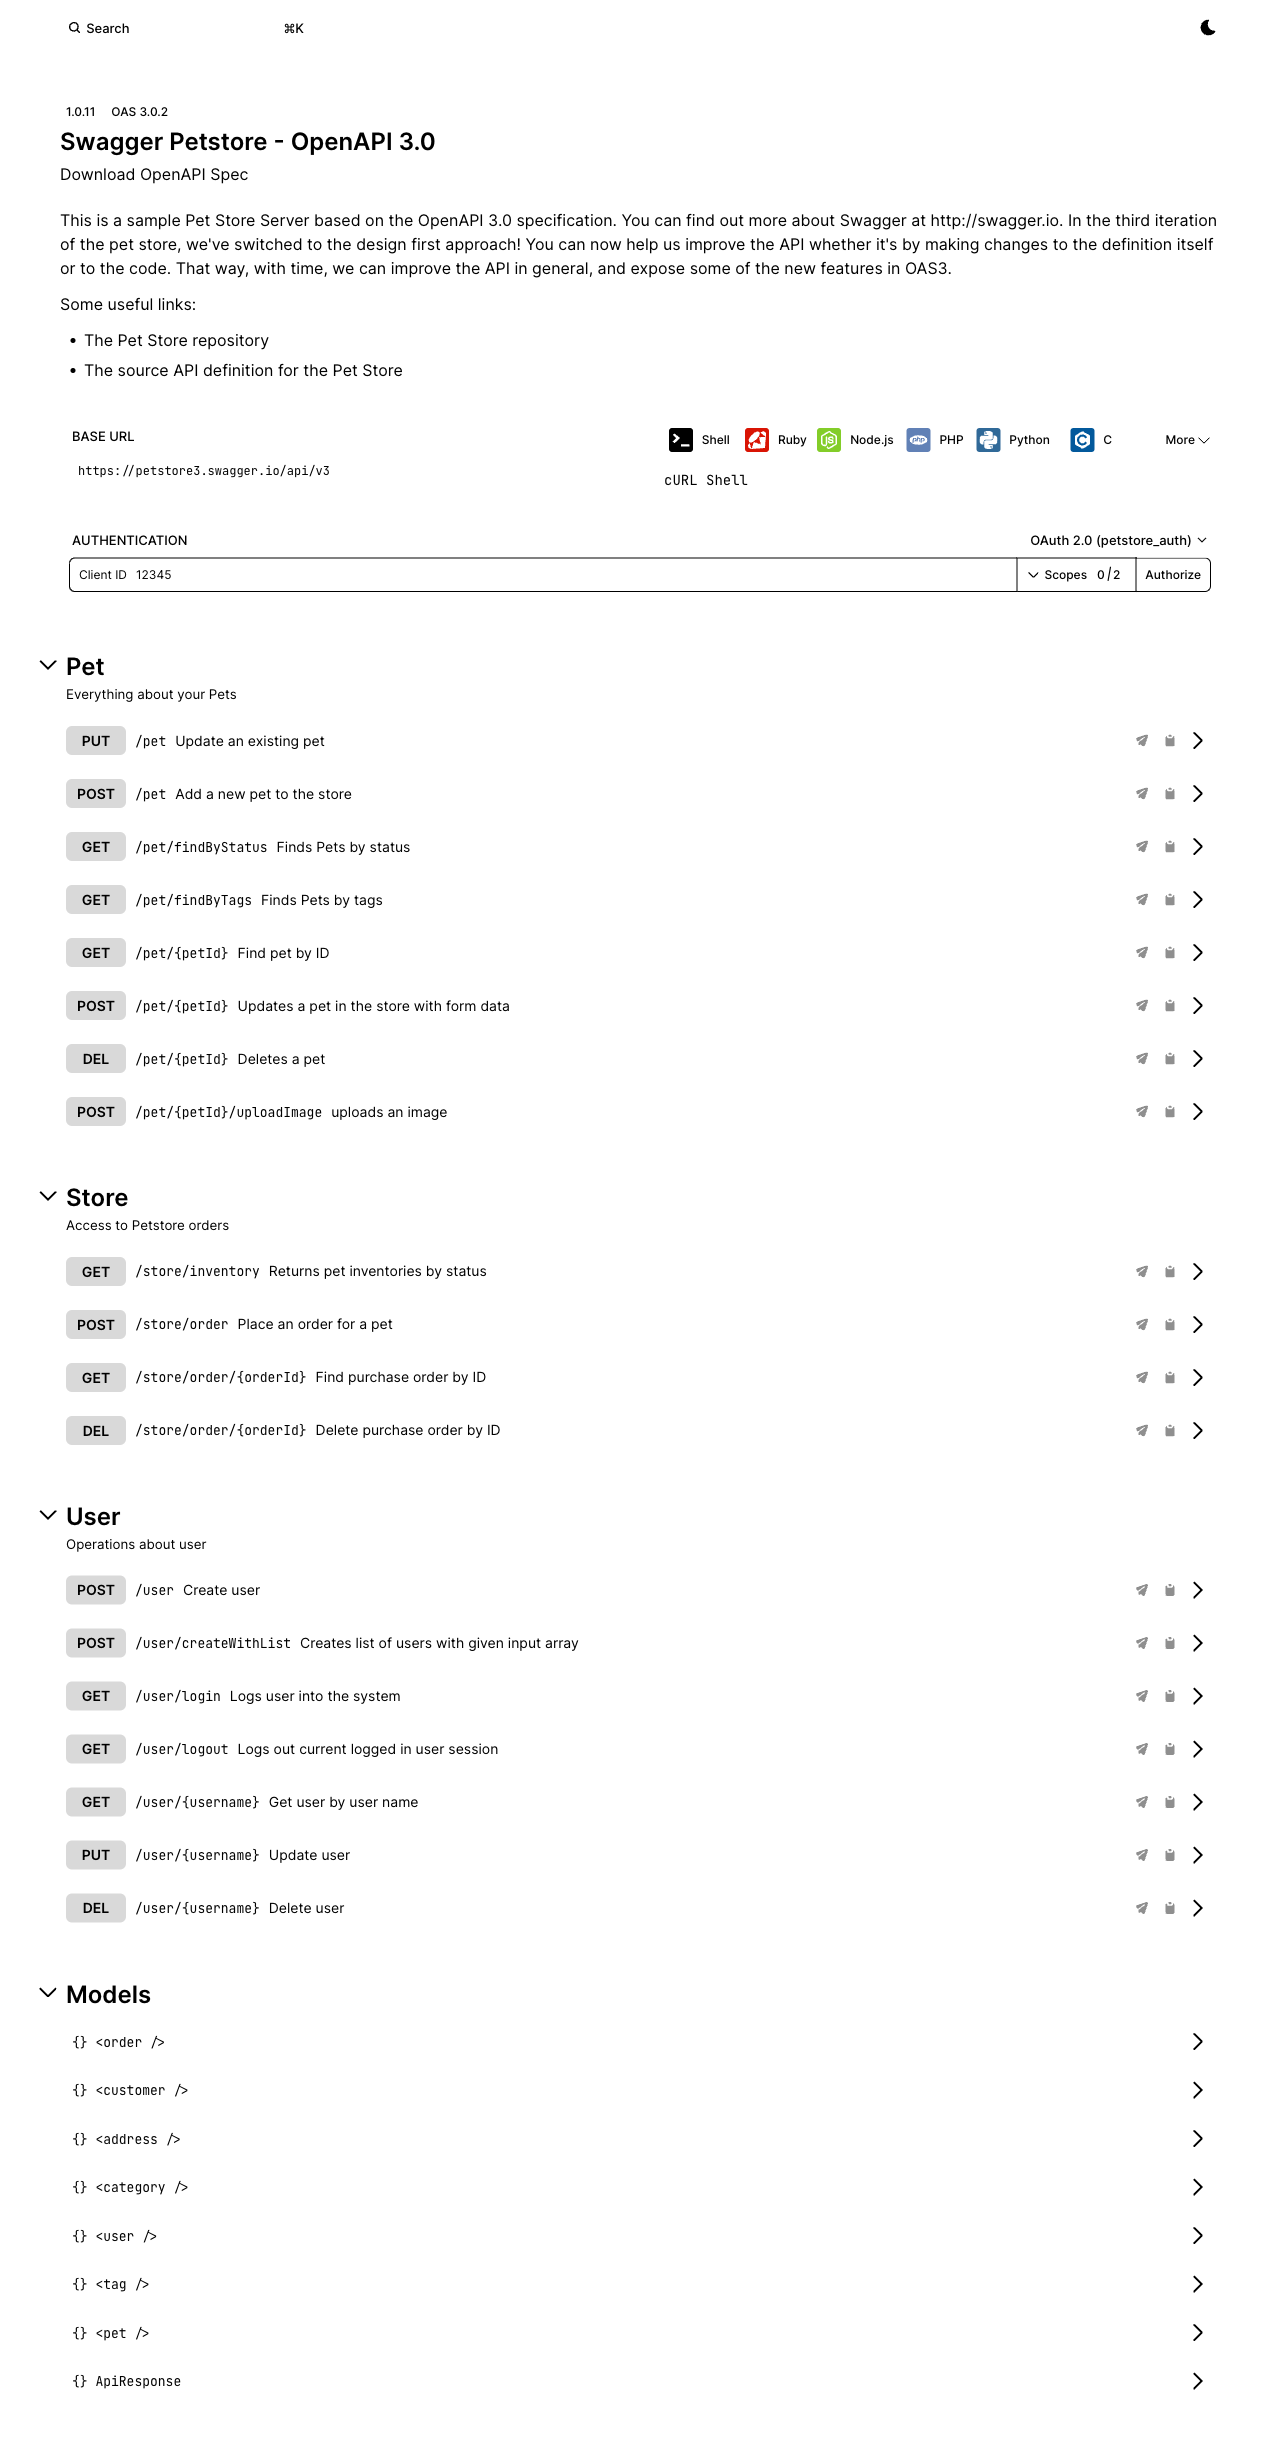 Search ⌘K
1.0.11 OAS 3.0.2
Swagger Petstore - OpenAPI 3.0
Download OpenAPI Spec
This is a sample Pet Store Server based on the OpenAPI 3.0 specification. You can find out more about Swagger at http://swagger.io. In the third iteration
of the pet store, we've switched to the design first approach! You can now help us improve the API whether it's by making changes to the definition itself
or to the code. That way, with time, we can improve the API in general, and expose some of the new features in OAS3.
Some useful links:
• The Pet Store repository
• The source API definition for the Pet Store
BASE URL
https://petstore3.swagger.io/api/v3
Shell Ruby Node.js php PHP Python C More
cURL Shell
AUTHENTICATION OAuth 2.0 (petstore_auth)
Client ID 12345 Scopes 0/2 Authorize
Pet
Everything about your Pets
PUT /pet Update an existing pet
POST /pet Add a new pet to the store
GET /pet/findByStatus Finds Pets by status
GET /pet/findByTags Finds Pets by tags
GET /pet/{petId} Find pet by ID
POST /pet/{petId} Updates a pet in the store with form data
DEL /pet/{petId} Deletes a pet
POST /pet/{petId}/uploadImage uploads an image
Store
Access to Petstore orders
GET /store/inventory Returns pet inventories by status
POST /store/order Place an order for a pet
GET /store/order/{orderId} Find purchase order by ID
DEL /store/order/{orderId} Delete purchase order by ID
User
Operations about user
POST /user Create user
POST /user/createWithList Creates list of users with given input array
GET /user/login Logs user into the system
GET /user/logout Logs out current logged in user session
GET /user/{username} Get user by user name
PUT /user/{username} Update user
DEL /user/{username} Delete user
Models
{} <order />
{} <customer />
{} <address />
{} <category />
{} <user />
{} <tag />
{} <pet />
{} ApiResponse